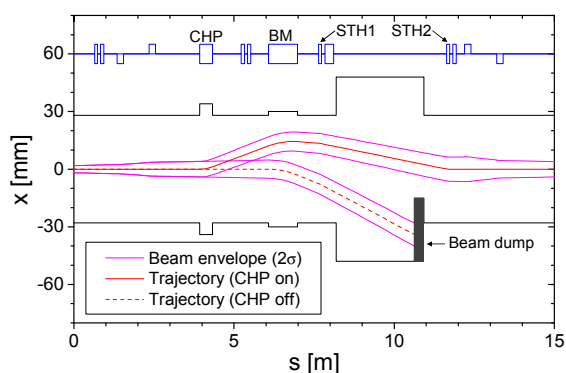 CHP BM STH1 STH2
60
30
0
-30
-60
x [mm]
Beam dump
Beam envelope (2σ)
Trajectory (CHP on)
Trajectory (CHP off)
0 5 10 15
s [m]